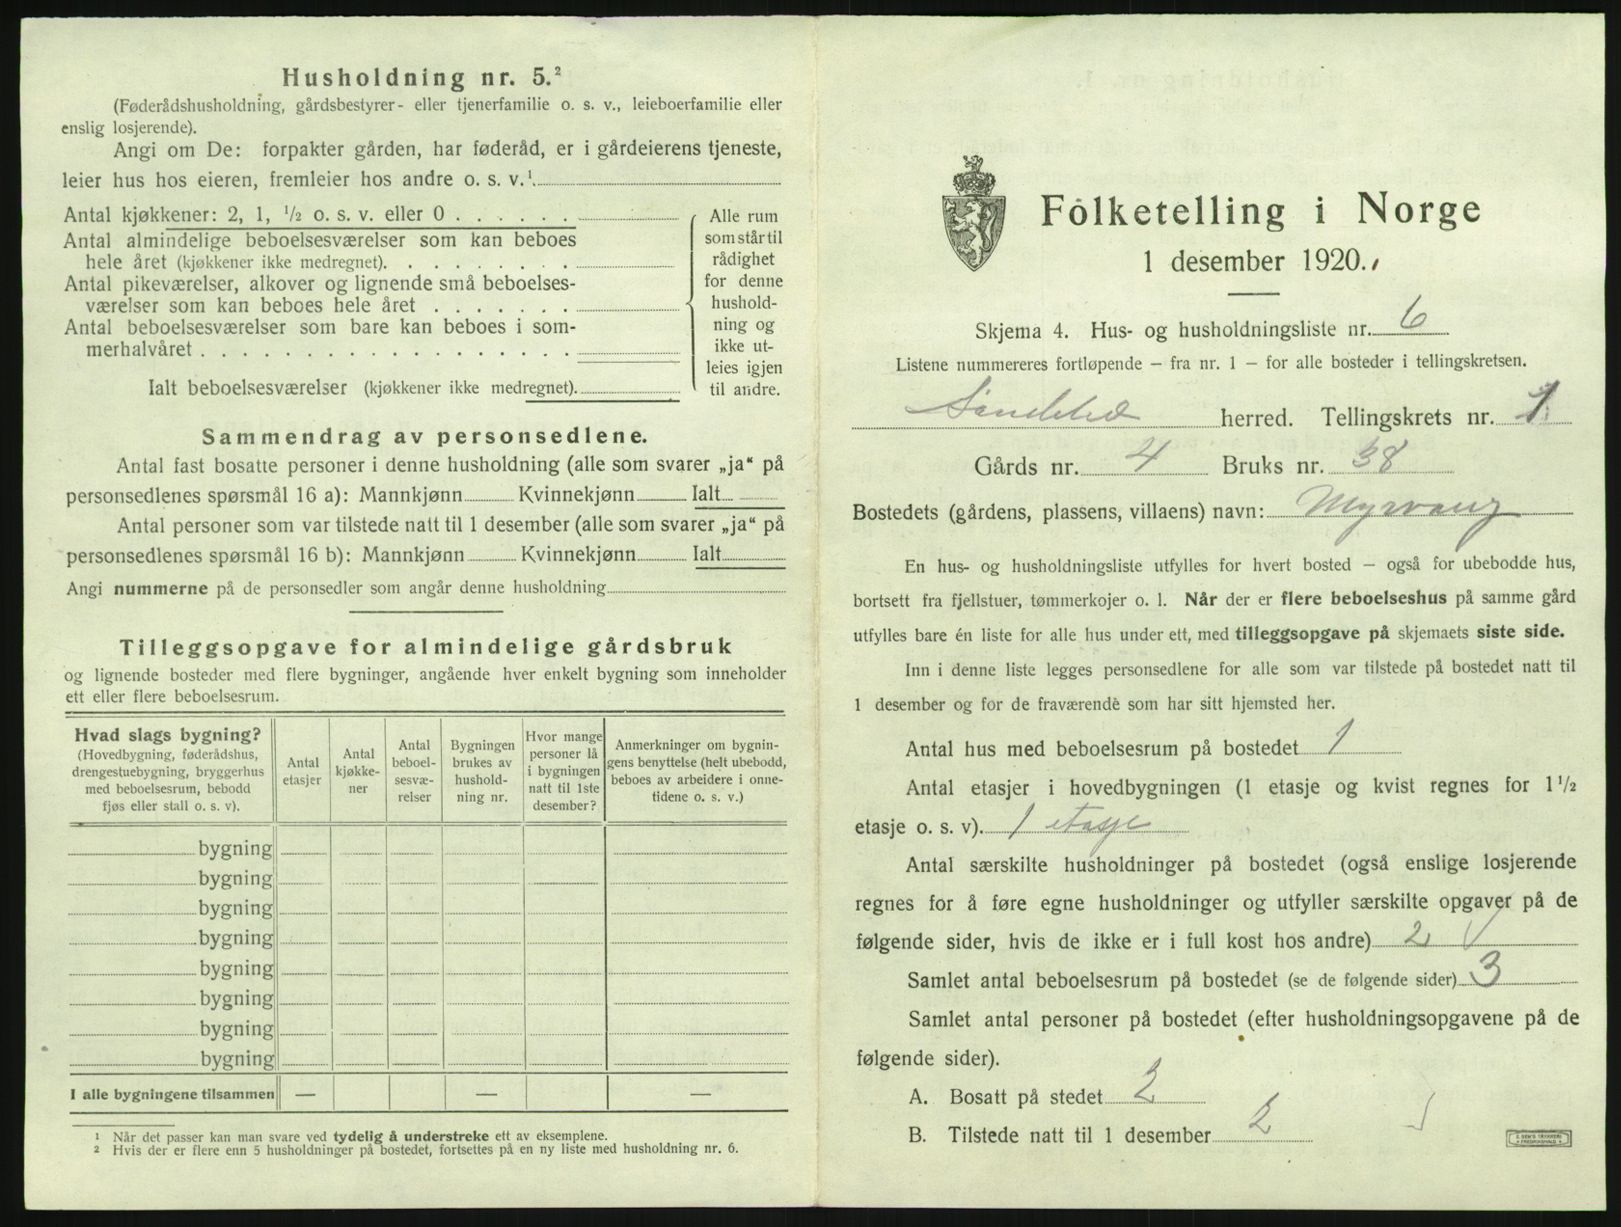 Husholdning nr. 5.²
(Føderådshusholdning, gårdsbestyrer- eller tjenerfamilie o. s. v., leieboerfamilie eller
enslig losjerende).
Angi om De: forpakter gården, har føderåd, er i gårdeierens tjeneste,
leier hus hos eieren, fremleier hos andre o. s. v.¹
Antal kjøkkener: 2, 1, ½ o. s. v. eller 0 . . . . . .
Antal almindelige beboelsesværelser som kan beboes
hele året (kjøkkener ikke medregnet). . . . . . . .
Antal pikeværelser, alkover og lignende små beboelses-
værelser som kan beboes hele året . . . . . . .
Antal beboelsesværelser som bare kan beboes i som-
merhalvåret . . . . . . . . . . . . . . . . . .
Ialt beboelsesværelser (kjøkkener ikke medregnet).
Alle rum
som står til
rådighet
for denne
hushold-
ning og
ikke ut-
leies igjen
til andre.
Sammendrag av personsedlene.
Antal fast bosatte personer i denne husholdning (alle som svarer „ja“ på
personsedlenes spørsmål 16 a): Mannkjønn Kvinnekjønn Ialt
Antal personer som var tilstede natt til 1 desember (alle som svarer „ja“ på
personsedlenes spørsmål 16 b): Mannkjønn Kvinnekjønn Ialt
Angi nummerne på de personsedler som angår denne husholdning
Tilleggsopgave for almindelige gårdsbruk
og lignende bosteder med flere bygninger, angående hver enkelt bygning som inneholder
ett eller flere beboelsesrum.
Hvad slags bygning?
(Hovedbygning, føderådshus,
drengestuebygning, bryggerhus
med beboelsesrum, bebodd
fjøs eller stall o. s. v).
Antal
etasjer
Antal
kjøkke-
ner
Antal
beboel-
sesvæ-
relser
Bygningen
brukes av
hushold-
ning nr.
Hvor mange
personer lå
i bygningen
natt til 1ste
desember?
Anmerkninger om bygnin-
gens benyttelse (helt ubebodd,
beboes av arbeidere i onne-
tidene o. s. v.)
bygning
bygning
bygning
bygning
bygning
bygning
bygning
bygning
I alle bygningene tilsammen — — —
¹ Når det passer kan man svare ved tydelig å understreke ett av eksemplene.
² Hvis der er flere enn 5 husholdninger på bostedet, fortsettes på en ny liste med husholdning nr. 6.
Folketelling i Norge
1 desember 1920.
Skjema 4. Hus- og husholdningsliste nr. 6
Listene nummereres fortløpende — fra nr. 1 — for alle bosteder i tellingskretsen.
herred. Tellingskrets nr. 1
Gårds nr. 4 Bruks nr. 38
Bostedets (gårdens, plassens, villaens) navn: Myrvang
En hus- og husholdningsliste utfylles for hvert bosted — også for ubebodde hus,
bortsett fra fjellstuer, tømmerkojer o. l. Når der er flere beboelseshus på samme gård
utfylles bare én liste for alle hus under ett, med tilleggsopgave på skjemaets siste side.
Inn i denne liste legges personsedlene for alle som var tilstede på bostedet natt til
1 desember og for de fraværende som har sitt hjemsted her.
Antal hus med beboelsesrum på bostedet 1
Antal etasjer i hovedbygningen (1 etasje og kvist regnes for 1½
etasje o. s. v). 1 etasje
Antal særskilte husholdninger på bostedet (også enslige losjerende
regnes for å føre egne husholdninger og utfyller særskilte opgaver på de
følgende sider, hvis de ikke er i full kost hos andre) 2
Samlet antal beboelsesrum på bostedet (se de følgende sider) 3
Samlet antal personer på bostedet (efter husholdningsopgavene på de
følgende sider).
A. Bosatt på stedet 2
B. Tilstede natt til 1 desember 2